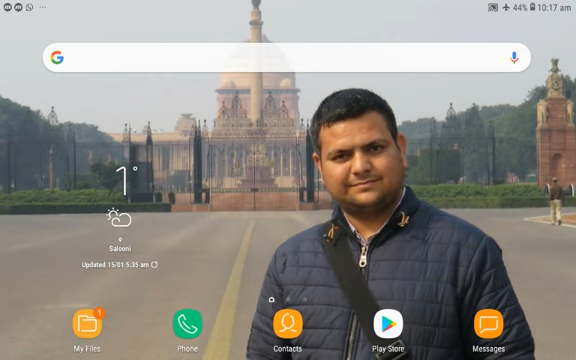 44% 10:17 am
1°
Salooni
Updated 15/01 5:35 am
1
My Files
Phone
Contacts
Play Store
Messages